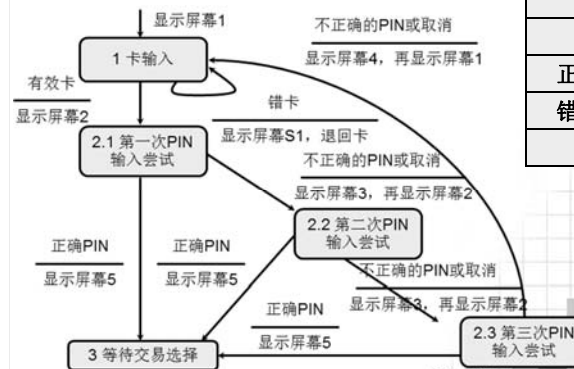 显示屏幕1
不正确的PIN或取消
显示屏幕4，再显示屏幕1
1 卡输入
正
错
有效卡
显示屏幕2
错卡
显示屏幕S1，退回卡
2.1 第一次PIN
输入尝试
不正确的PIN或取消
显示屏幕3，再显示屏幕2
2.2 第二次PIN
输入尝试
正确PIN
显示屏幕5
正确PIN
显示屏幕5
不正确的PIN或取消
显示屏幕3，再显示屏幕2
正确PIN
显示屏幕5
2.3 第三次PIN
输入尝试
3 等待交易选择